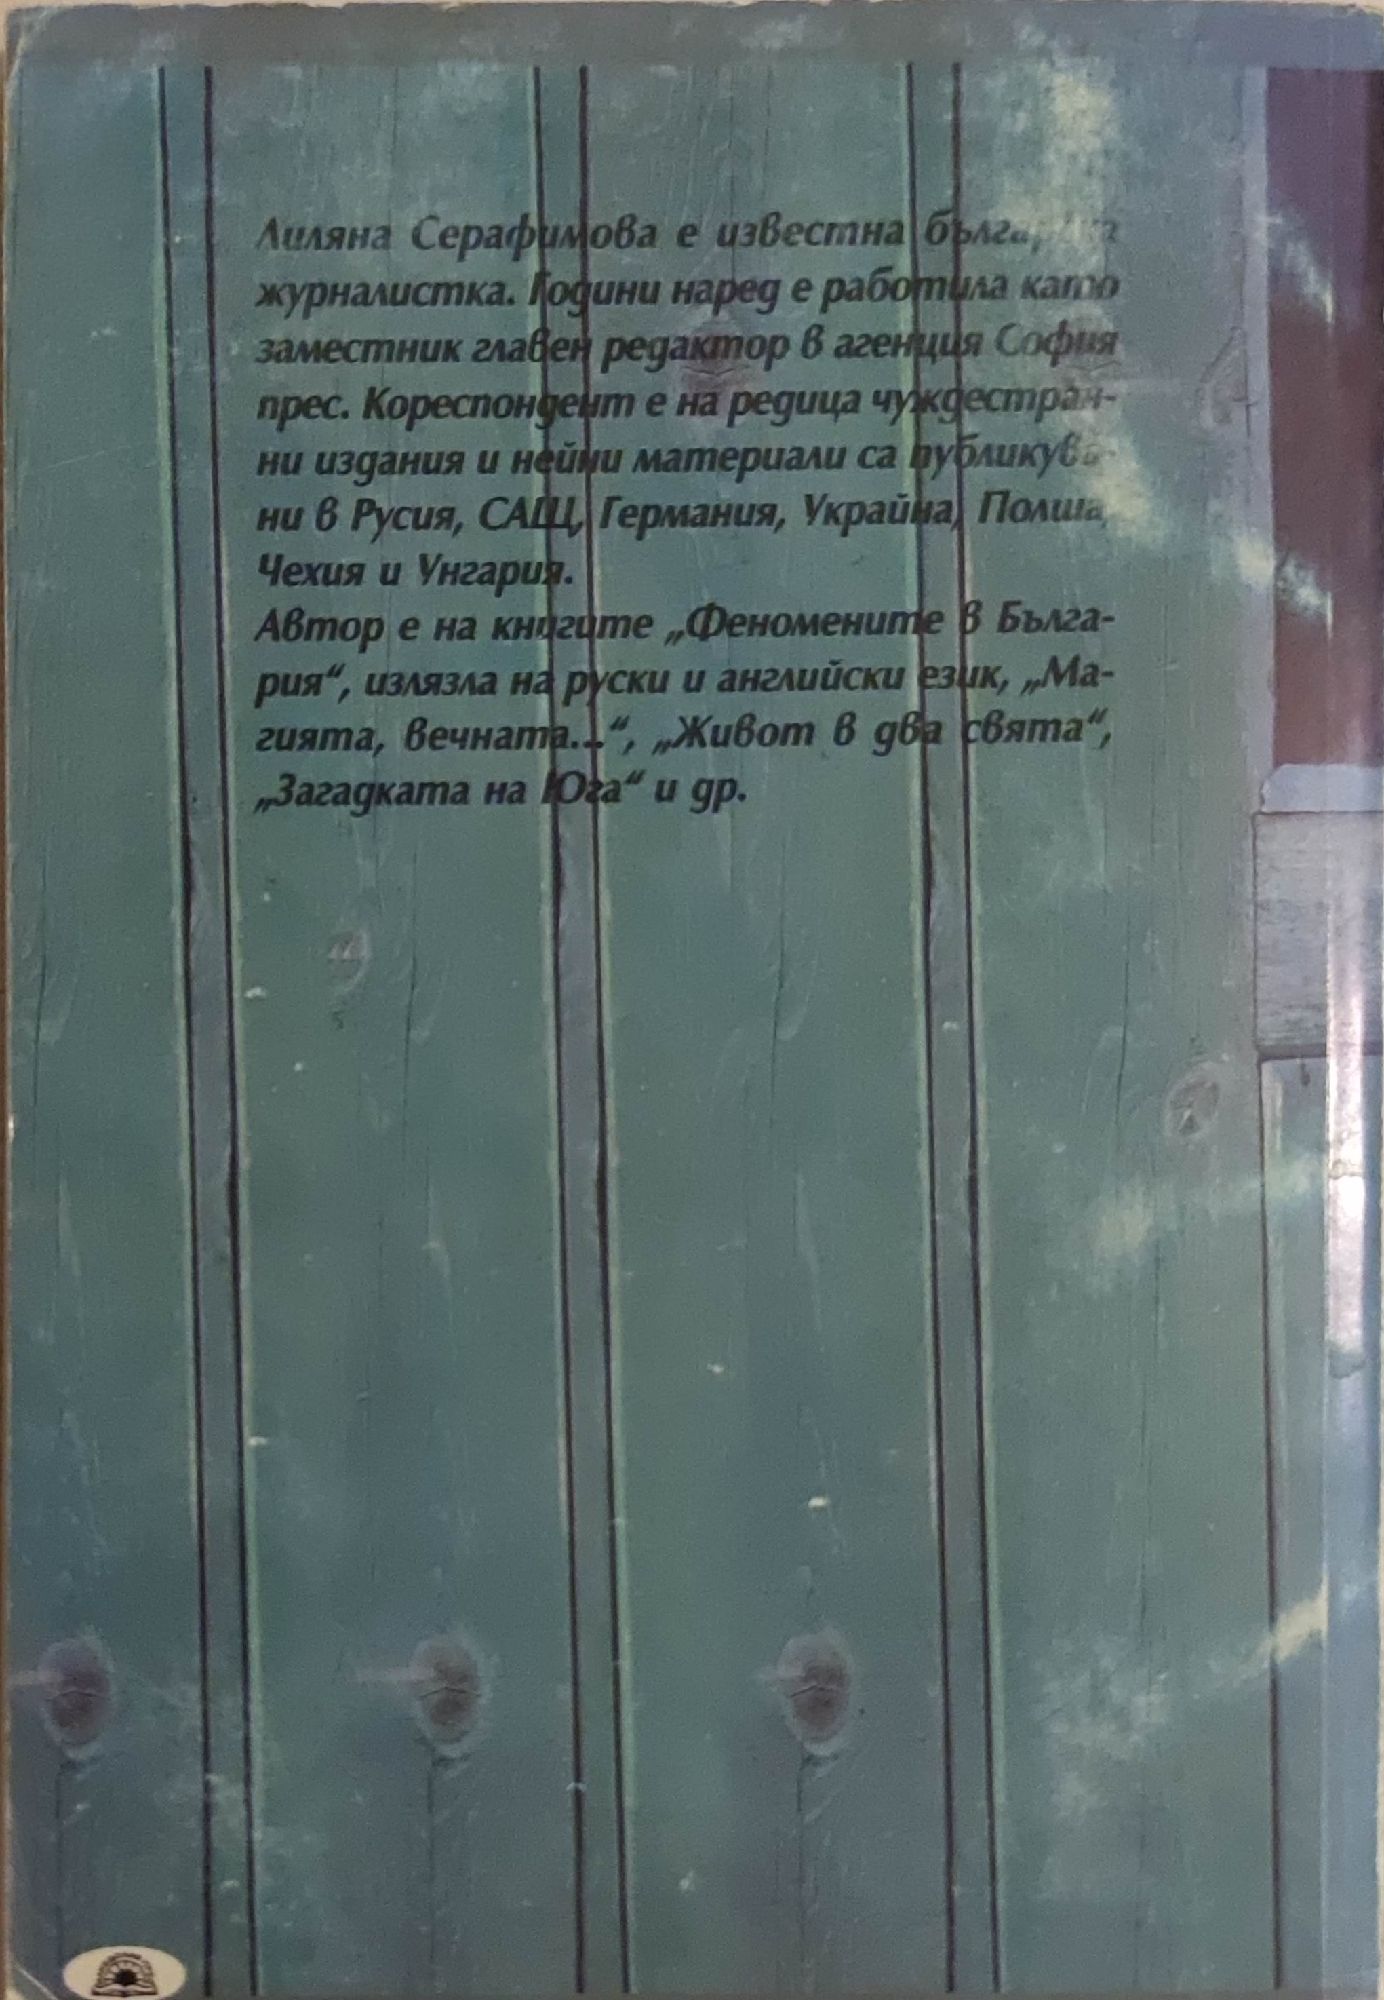 Лиляна Серафимова е известна българска
журналистка. Години наред е работила като
заместник главен редактор в агенция София
прес. Кореспондент е на редица чуждестран-
ни издания и нейни материали са публикува-
ни в Русия, САЩ, Германия, Украйна, Полша,
Чехия и Унгария.
Автор е на книгите „Феномените в Бълга-
рия“, излязла на руски и английски език, „Ма-
гията, вечната...“, „Живот в два свята“,
„Загадката на Юга“ и др.